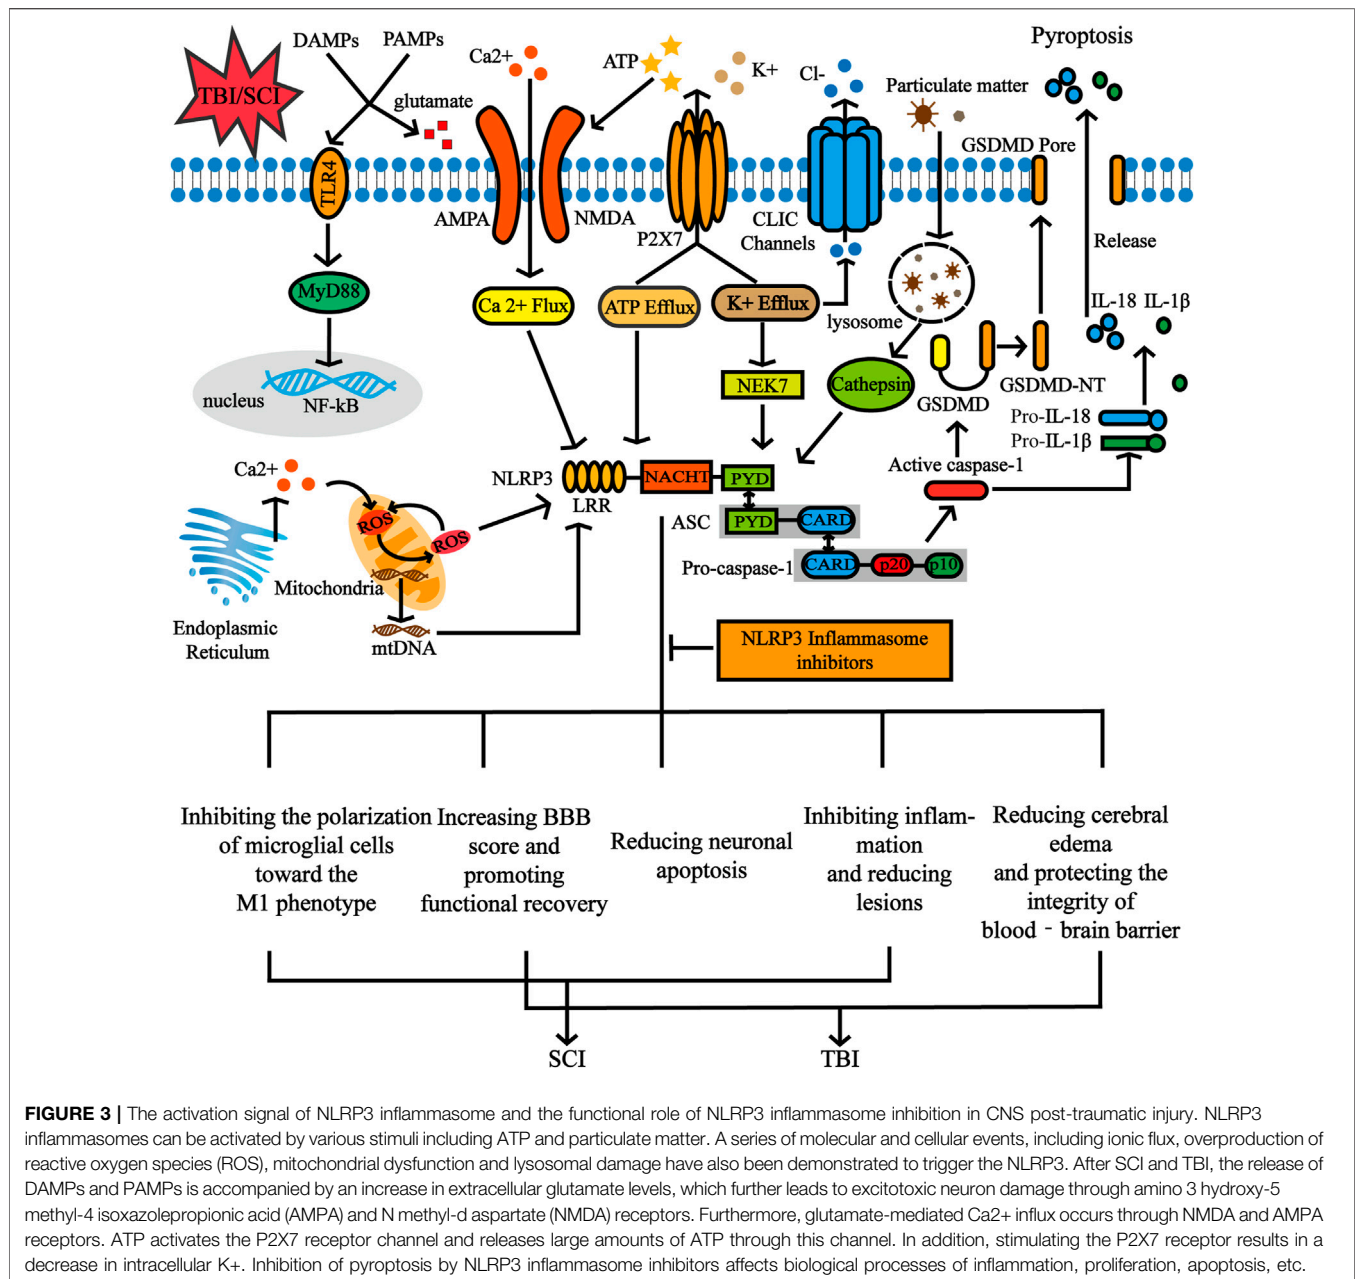 DAMPs
PAMPs
Ca2+
ATP
K+
Cl-
Pyroptosis
TBI/SCI
glutamate
Particulate matter
GSDMD Pore
TLR4
AMPA
NMDA
P2X7
CLIC
Channels
Release
MyD88
Ca 2+ Flux
ATP Efflux
K+ Efflux
lysosome
IL-18 IL-1β
nucleus
NF-kB
NEK7
Cathepsin
GSDMD
GSDMD-NT
Pro-IL-18
Pro-IL-1β
Ca2+
NLRP3
LRR
NACHT
PYD
Active caspase-1
ROS
ROS
ASC
PYD
CARD
Mitochondria
Pro-caspase-1
CARD
p20
p10
Endoplasmic
Reticulum
mtDNA
NLRP3 Inflammasome
inhibitors
Inhibiting the polarization
of microglial cells
toward the
M1 phenotype
Increasing BBB
score and
promoting
functional recovery
Reducing neuronal
apoptosis
Inhibiting inflam-
mation
and reducing
lesions
Reducing cerebral
edema
and protecting the
integrity of
blood - brain barrier
SCI
TBI
FIGURE 3 | The activation signal of NLRP3 inflammasome and the functional role of NLRP3 inflammasome inhibition in CNS post-traumatic injury. NLRP3
inflammasomes can be activated by various stimuli including ATP and particulate matter. A series of molecular and cellular events, including ionic flux, overproduction of
reactive oxygen species (ROS), mitochondrial dysfunction and lysosomal damage have also been demonstrated to trigger the NLRP3. After SCI and TBI, the release of
DAMPs and PAMPs is accompanied by an increase in extracellular glutamate levels, which further leads to excitotoxic neuron damage through amino 3 hydroxy-5
methyl-4 isoxazolepropionic acid (AMPA) and N methyl-d aspartate (NMDA) receptors. Furthermore, glutamate-mediated Ca2+ influx occurs through NMDA and AMPA
receptors. ATP activates the P2X7 receptor channel and releases large amounts of ATP through this channel. In addition, stimulating the P2X7 receptor results in a
decrease in intracellular K+. Inhibition of pyroptosis by NLRP3 inflammasome inhibitors affects biological processes of inflammation, proliferation, apoptosis, etc.